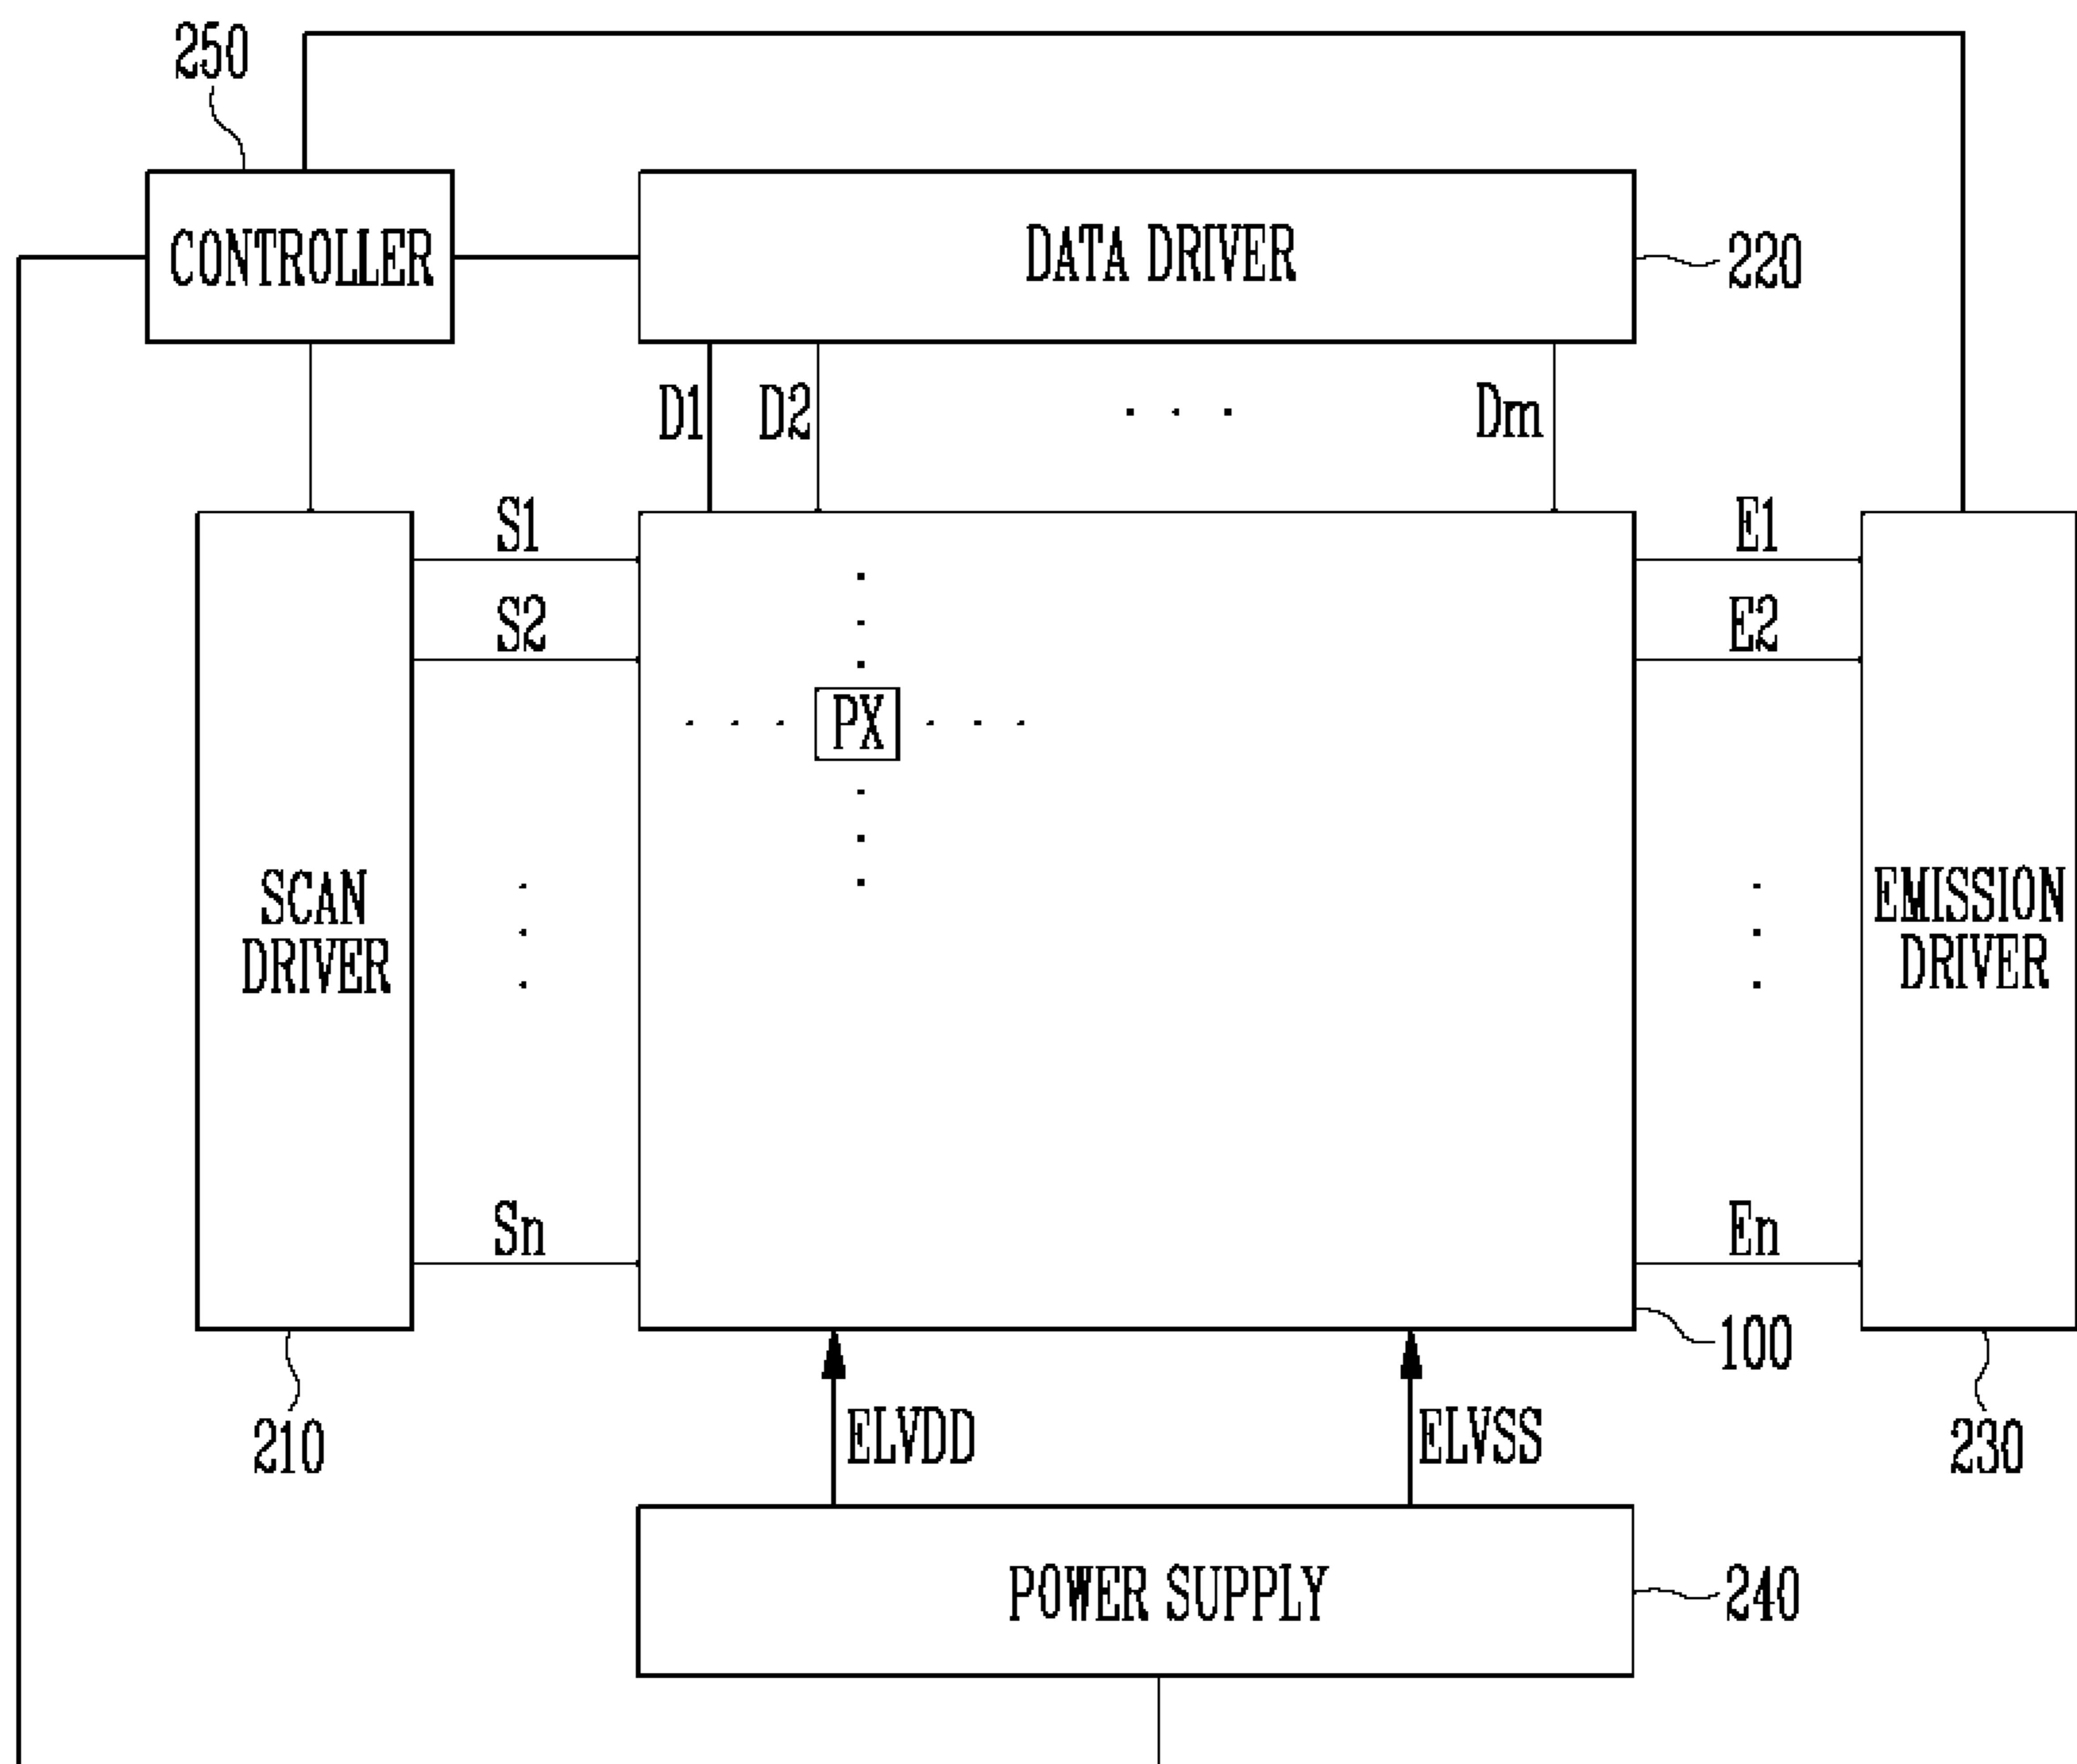 250
CONTROLLER
DATA DRIVER
220
D1
D2
Dm
S1
E1
S2
E2
PX
SCAN
DRIVER
EMISSION
DRIVER
Sn
En
100
ELVDD
ELVSS
210
230
POWER SUPPLY
240